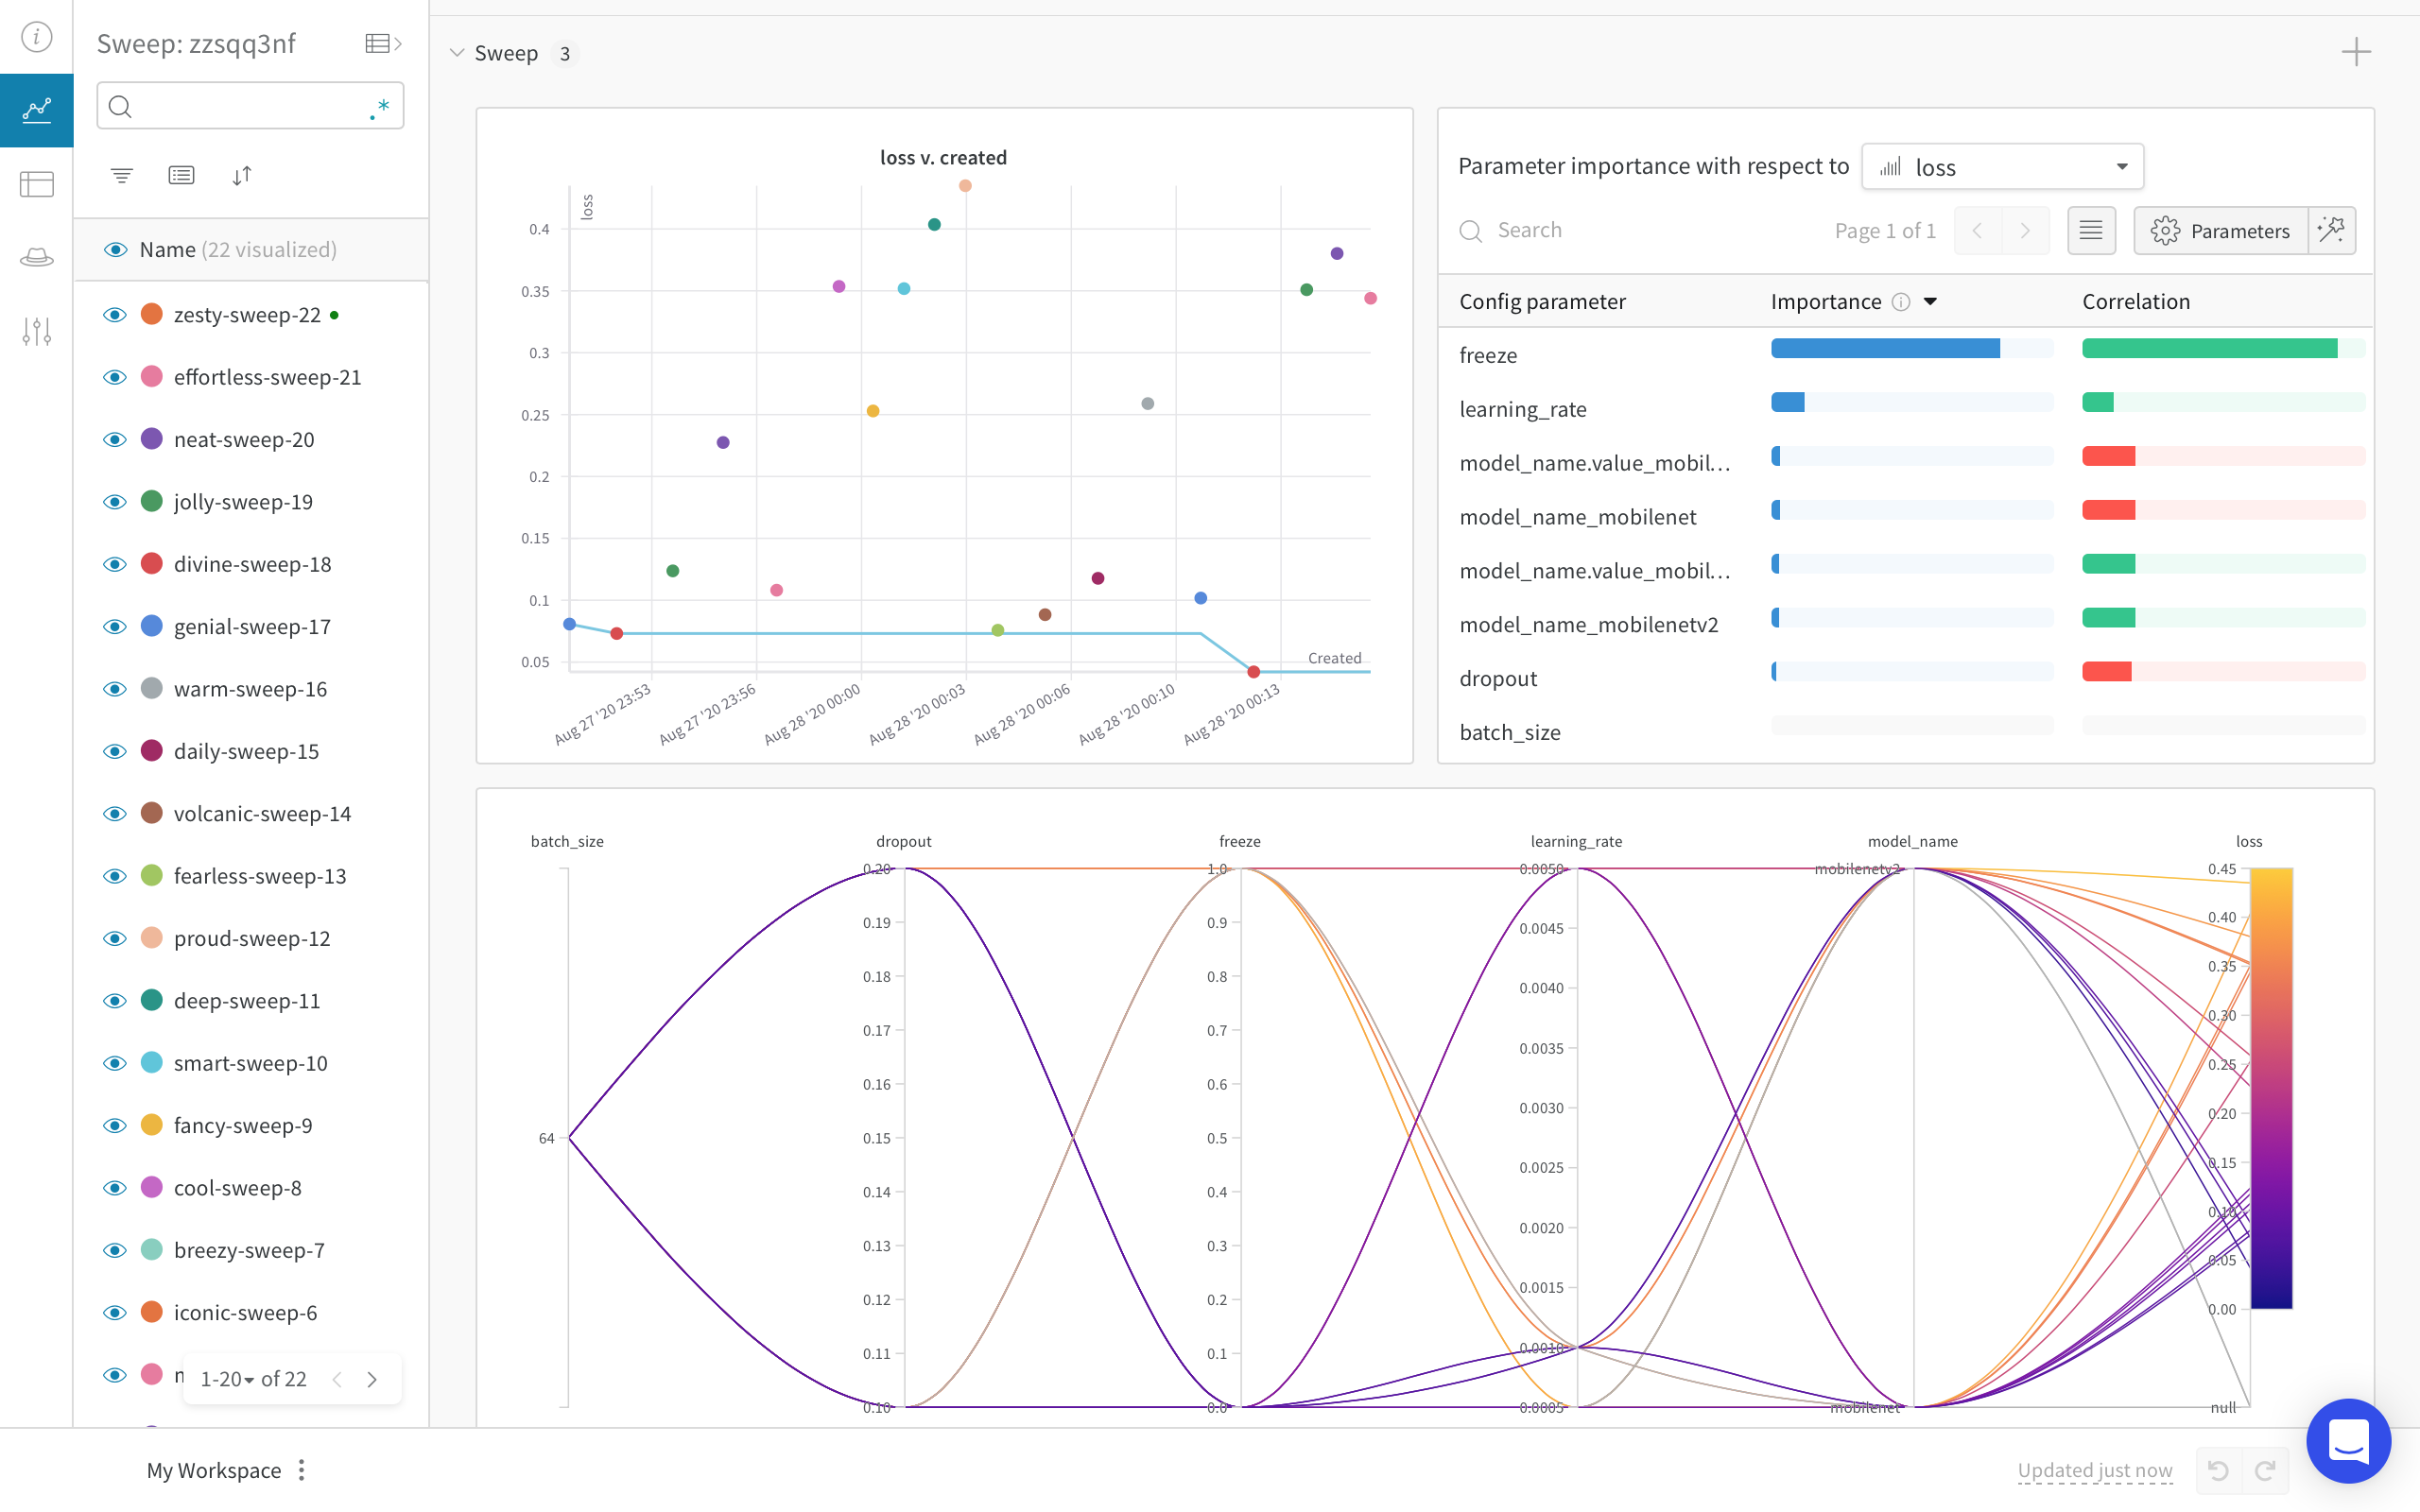 Sweep: zzsqq3nf
.*
Name (22 visualized)
zesty-sweep-22
effortless-sweep-21
neat-sweep-20
jolly-sweep-19
divine-sweep-18
genial-sweep-17
warm-sweep-16
daily-sweep-15
volcanic-sweep-14
fearless-sweep-13
proud-sweep-12
deep-sweep-11
smart-sweep-10
fancy-sweep-9
cool-sweep-8
breezy-sweep-7
iconic-sweep-6
1-20 of 22
My Workspace
Sweep 3
loss v. created
loss
0.4
0.35
0.3
0.25
0.2
0.15
0.1
0.05
Created
Aug 27 '20 23:53
Aug 27 '20 23:56
Aug 28 '20 00:00
Aug 28 '20 00:03
Aug 28 '20 00:06
Aug 28 '20 00:10
Aug 28 '20 00:13
Parameter importance with respect to loss
Search Page 1 of 1 Parameters
Config parameter Importance Correlation
freeze
learning_rate
model_name.value_mobil...
model_name_mobilenet
model_name.value_mobil...
model_name_mobilenetv2
dropout
batch_size
batch_size
64
dropout
0.20
0.19
0.18
0.17
0.16
0.15
0.14
0.13
0.12
0.11
0.10
freeze
1.0
0.9
0.8
0.7
0.6
0.5
0.4
0.3
0.2
0.1
0.0
learning_rate
0.0050
0.0045
0.0040
0.0035
0.0030
0.0025
0.0020
0.0015
0.0010
0.0005
model_name
mobilenetv2
mobilenet
loss
0.45
0.40
0.35
0.30
0.25
0.20
0.15
0.10
0.05
0.00
null
Updated just now